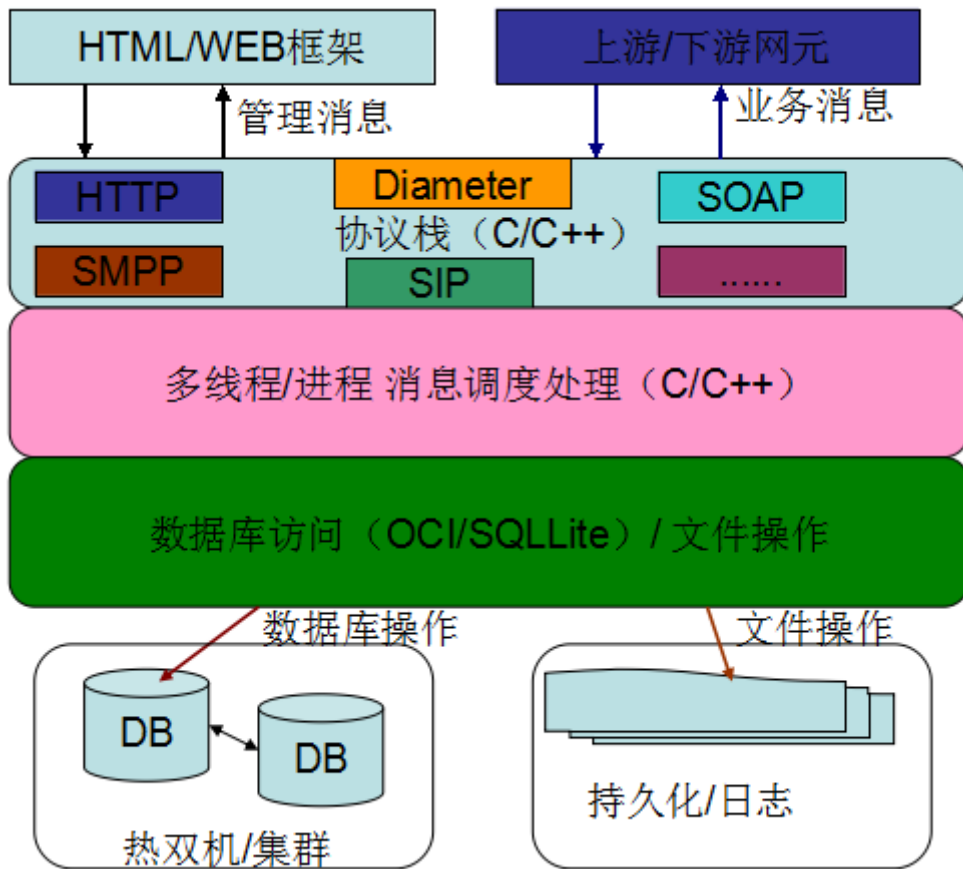 HTML/WEB框架
上游/下游网元
管理消息
业务消息
HTTP
Diameter
SOAP
协议栈（C/C++）
SMPP
SIP
......
多线程/进程 消息调度处理（C/C++）
数据库访问（OCI/SQLLite）/ 文件操作
数据库操作
文件操作
DB
DB
持久化/日志
热双机/集群